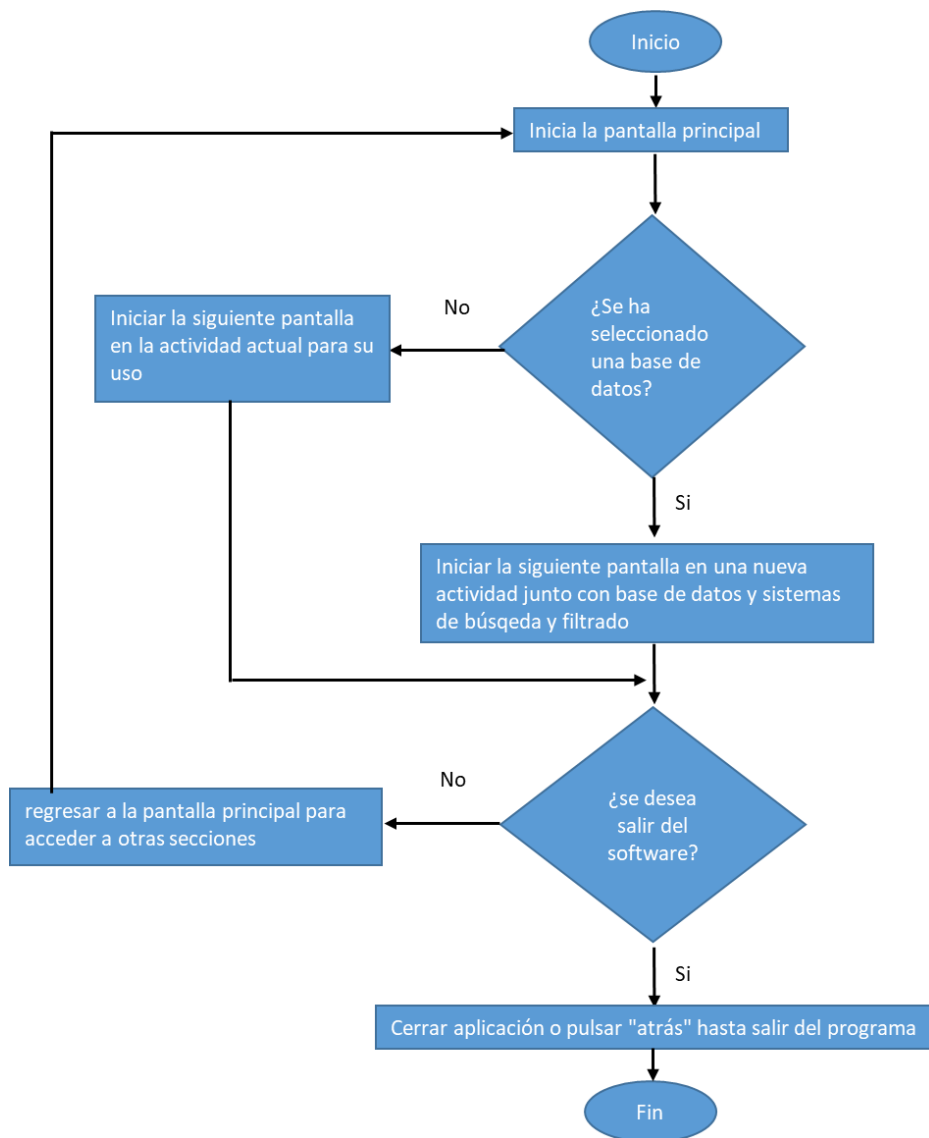 Inicio
Inicia la pantalla principal
¿Se ha
seleccionado
una base de
datos?
No
Iniciar la siguiente pantalla
en la actividad actual para su
uso
Si
Iniciar la siguiente pantalla en una nueva
actividad junto con base de datos y sistemas
de búsqeda y filtrado
¿se desea
salir del
software?
No
regresar a la pantalla principal para
acceder a otras secciones
Si
Cerrar aplicación o pulsar "atrás" hasta salir del programa
Fin